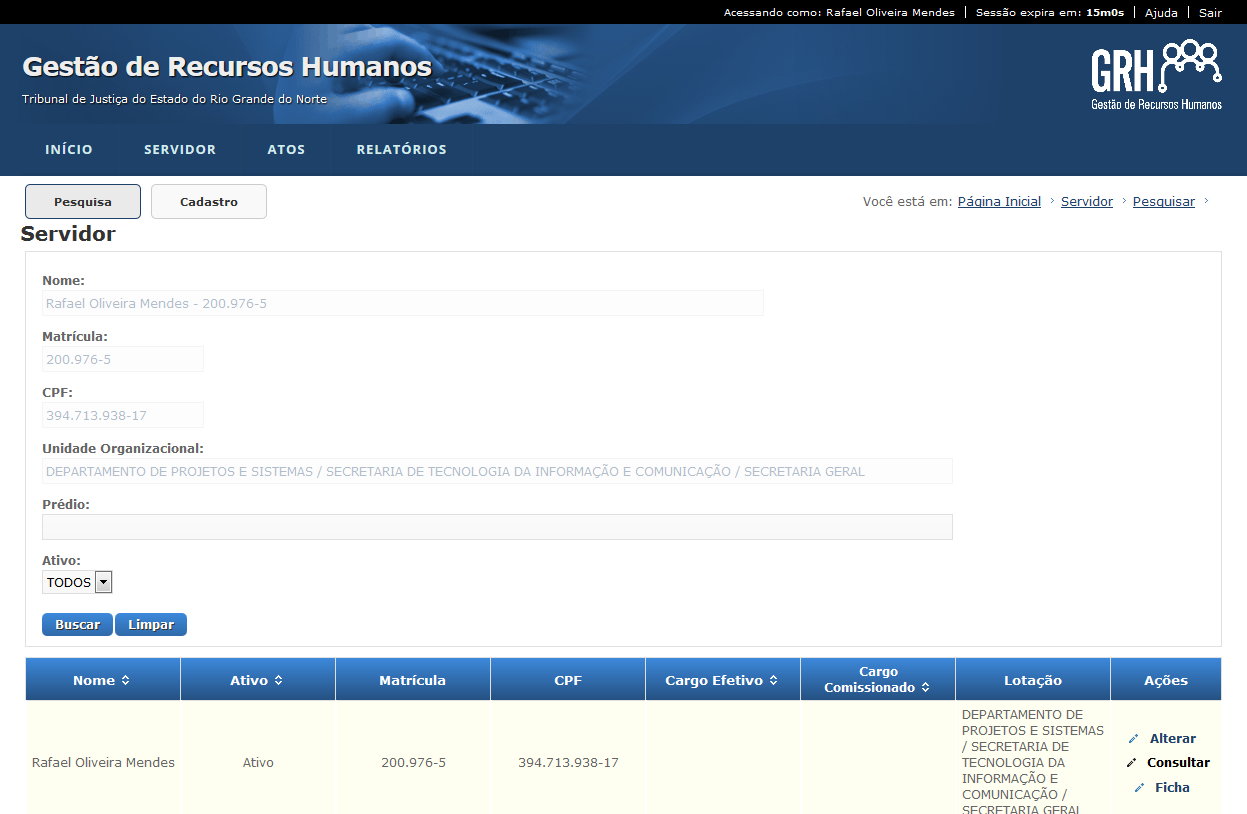 Acessando como: Rafael Oliveira Mendes | Sessão expira em: 15m0s | Ajuda | Sair
Gestão de Recursos Humanos
Tribunal de Justiça do Estado do Rio Grande do Norte
GRH
Gestão de Recursos Humanos
INÍCIO SERVIDOR ATOS RELATÓRIOS
Pesquisa Cadastro Você está em: Página Inicial › Servidor › Pesquisar ›
Servidor
Nome:
Rafael Oliveira Mendes - 200.976-5
Matrícula:
200.976-5
CPF:
394.713.938-17
Unidade Organizacional:
DEPARTAMENTO DE PROJETOS E SISTEMAS / SECRETARIA DE TECNOLOGIA DA INFORMAÇÃO E COMUNICAÇÃO / SECRETARIA GERAL
Prédio:
Ativo:
TODOS
Buscar Limpar
Nome Ativo Matrícula CPF Cargo Efetivo Cargo Comissionado Lotação Ações
Rafael Oliveira Mendes Ativo 200.976-5 394.713.938-17
DEPARTAMENTO DE
PROJETOS E SISTEMAS
/ SECRETARIA DE
TECNOLOGIA DA
INFORMAÇÃO E
COMUNICAÇÃO /
SECRETARIA GERAL
Alterar
Consultar
Ficha